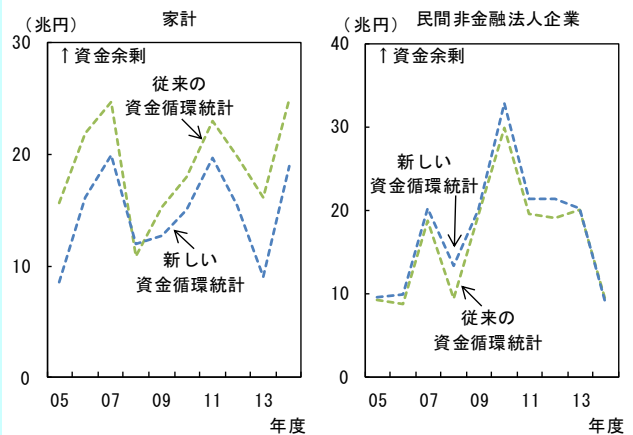 家計
（兆円）
30
↑資金余剰
従来の
資金循環統計
20
10
新しい
資金循環統計
0
05 07 09 11 13
年度
民間非金融法人企業
（兆円）
40
↑資金余剰
30
新しい
資金循環統計
20
10
従来の
資金循環統計
0
05 07 09 11 13
年度